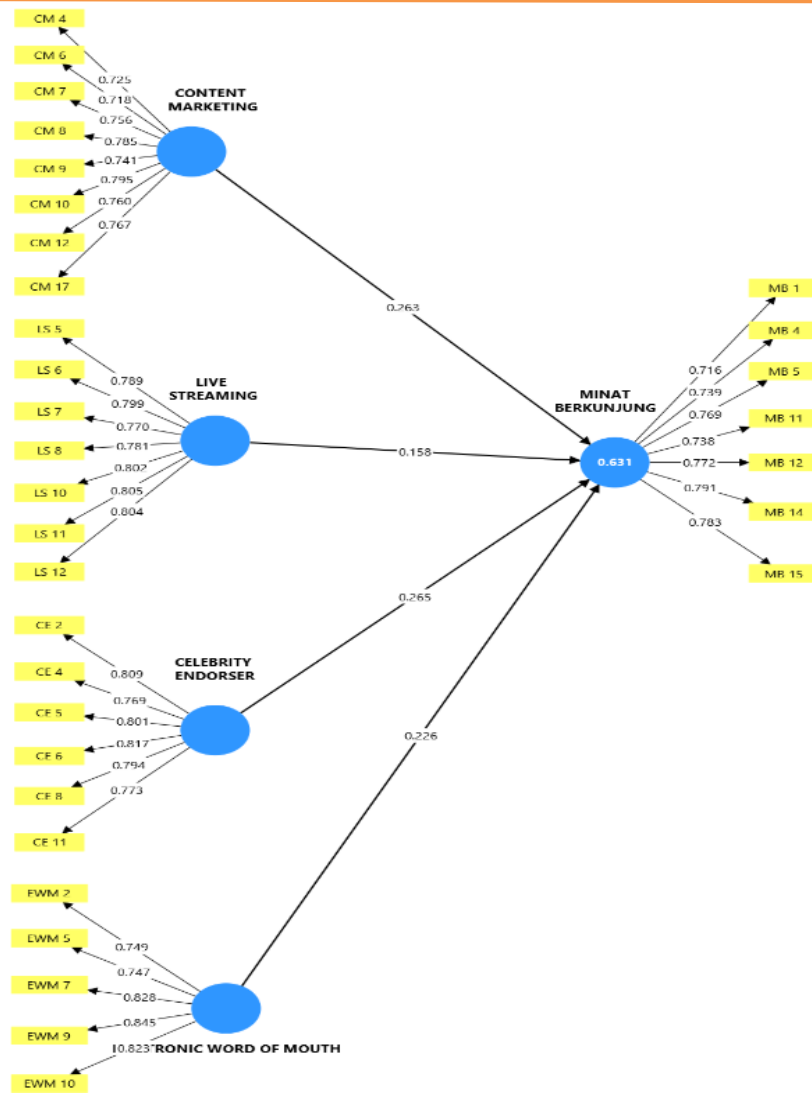 CM 4
CM 6
CM 7
CM 8
CM 9
CM 10
CM 12
CM 17
0.725
0.718
0.756
0.785
0.741
0.795
0.760
0.767
CONTENT
MARKETING
0.263
LS 5
LS 6
LS 7
LS 8
LS 10
LS 11
LS 12
0.789
0.799
0.770
0.781
0.802
0.805
0.804
LIVE
STREAMING
0.158
CE 2
CE 4
CE 5
CE 6
CE 8
CE 11
0.809
0.769
0.801
0.817
0.794
0.773
CELEBRITY
ENDORSER
0.265
EWM 2
EWM 5
EWM 7
EWM 9
EWM 10
0.749
0.747
0.828
0.845
0.823
RONIC WORD OF MOUTH
0.226
MINAT
BERKUNJUNG
0.631
0.716
0.739
0.769
0.738
0.772
0.791
0.783
MB 1
MB 4
MB 5
MB 11
MB 12
MB 14
MB 15